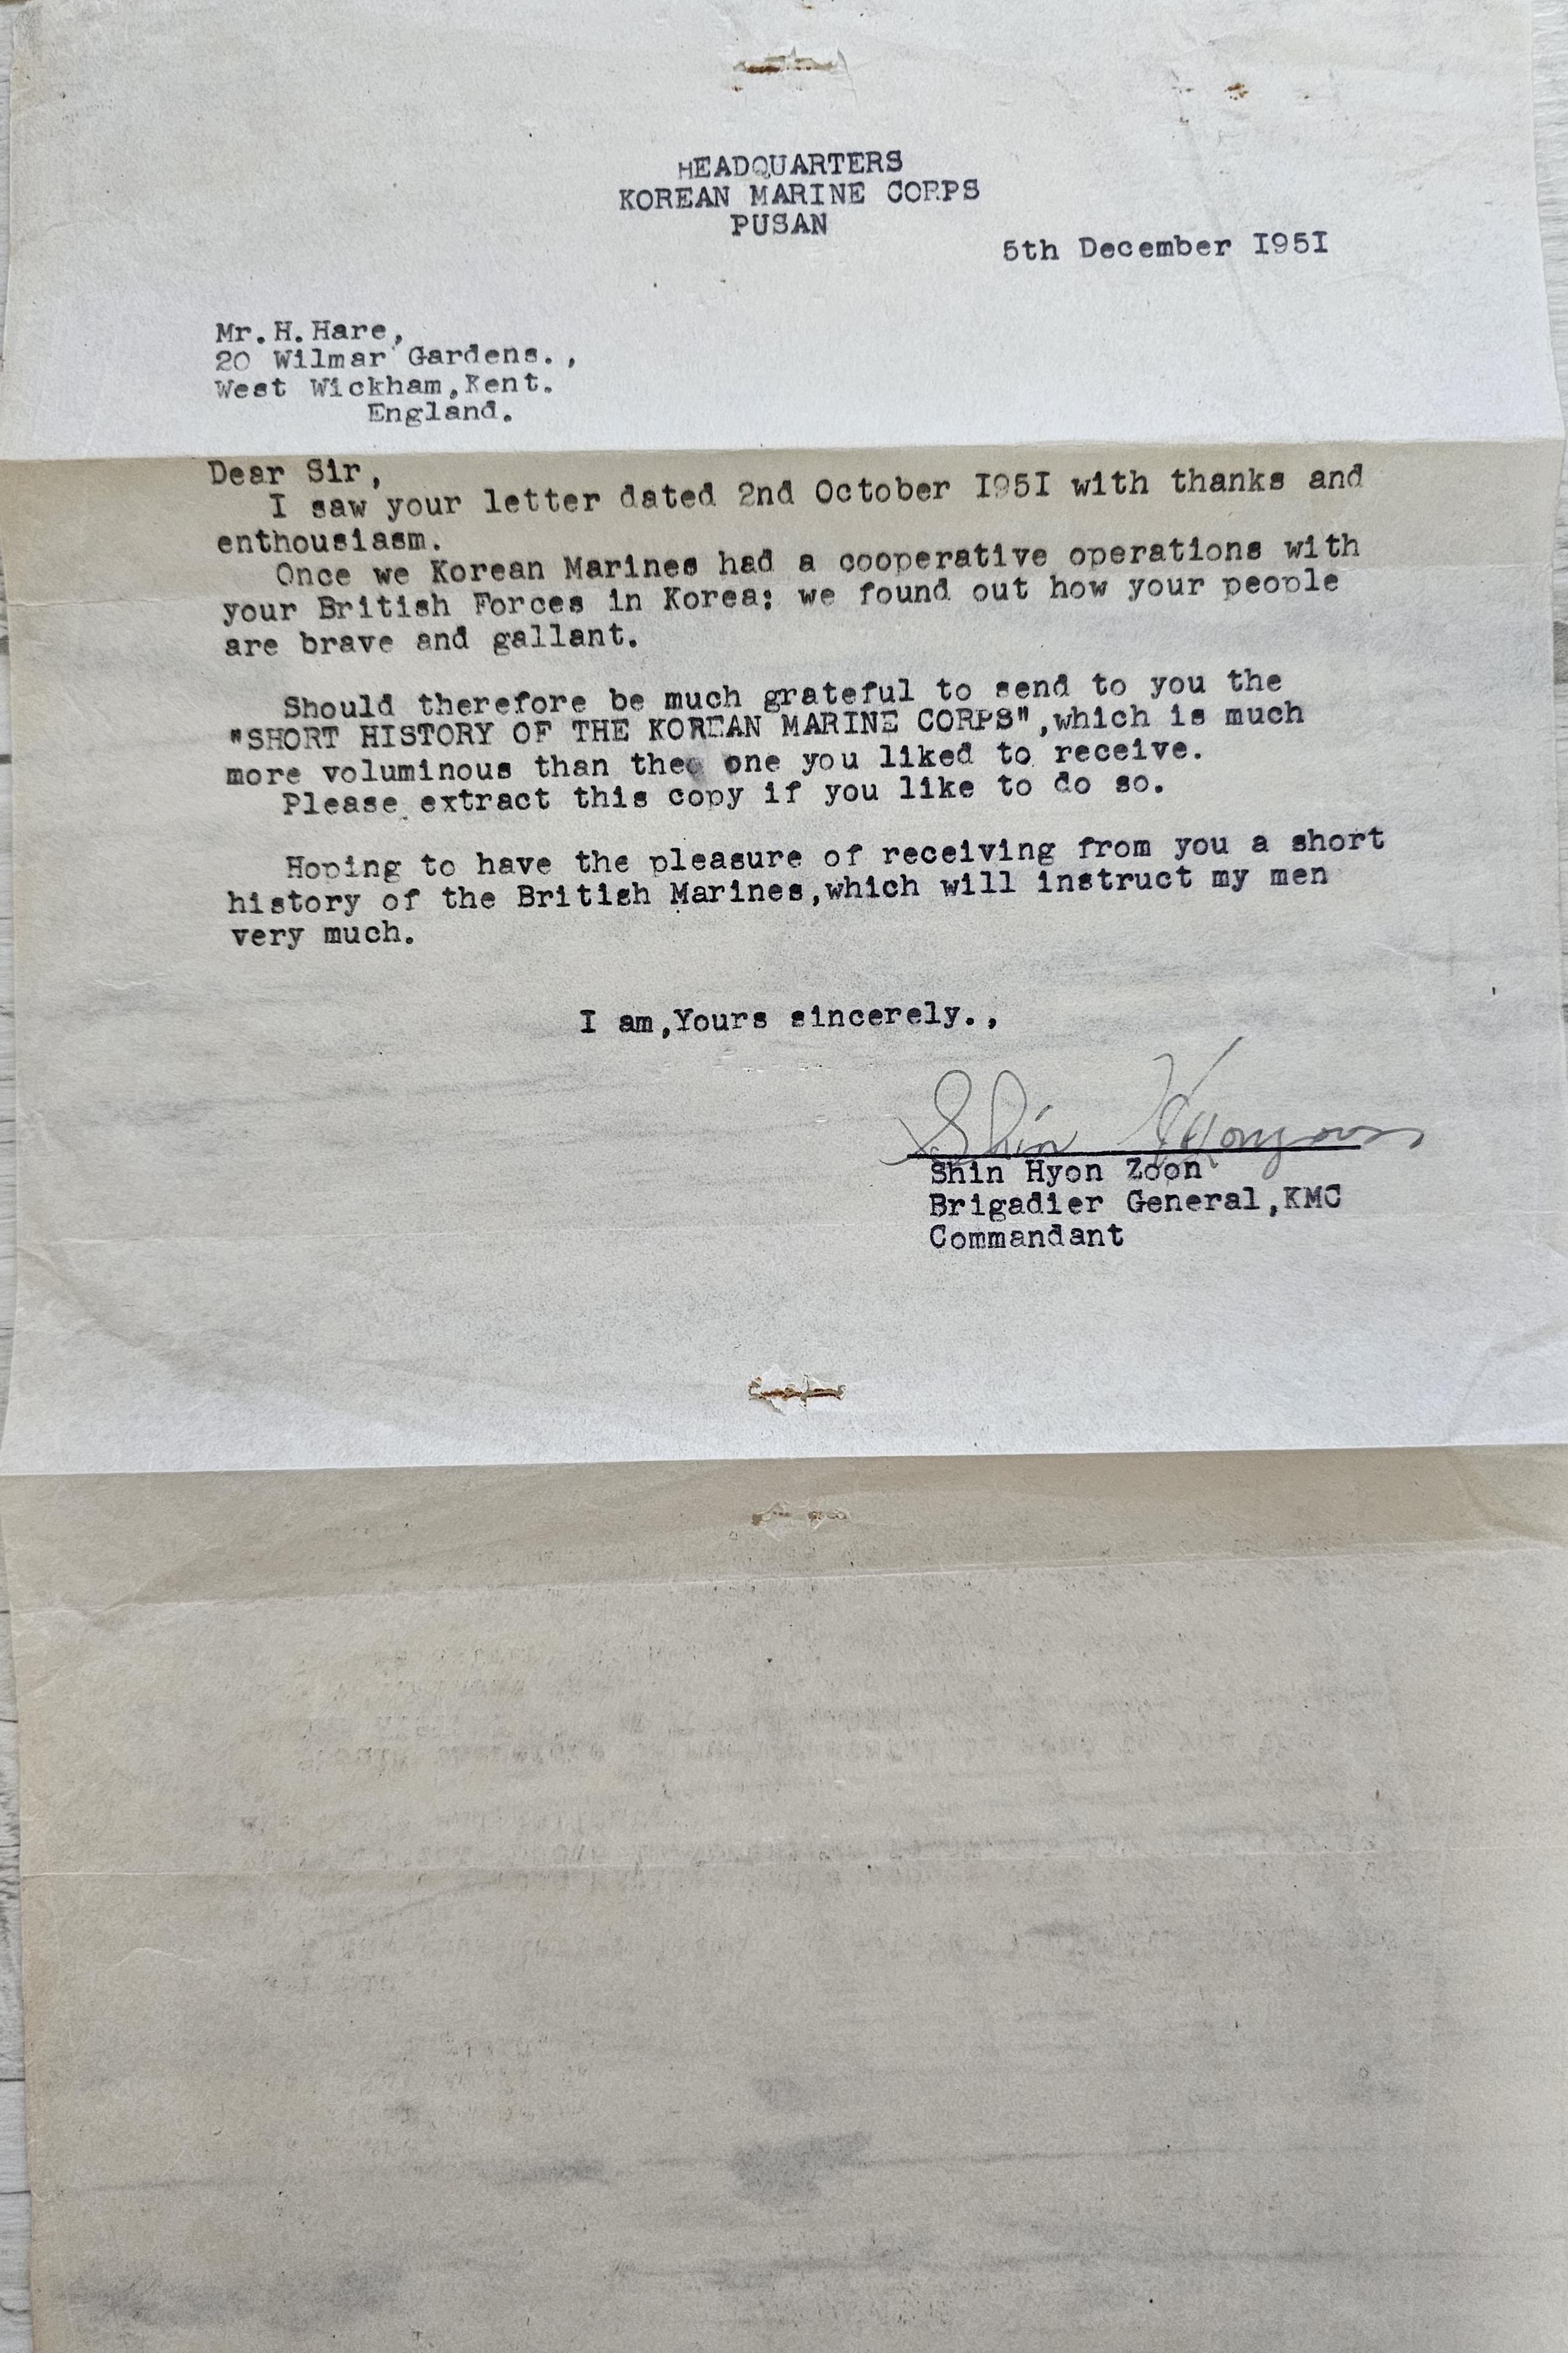 HEADQUARTERS
KOREAN MARINE CORPS
PUSAN
5th December I95I
Mr.H.Hare,
20 Wilmar Gardens.,
West Wickham,Kent.
England.
Dear Sir,
I saw your letter dated 2nd October I95I with thanks and
enthousiasm.
Once we Korean Marines had a cooperative operations with
your British Forces in Korea; we found out how your people
are brave and gallant.
Should therefore be much grateful to send to you the
"SHORT HISTORY OF THE KOREAN MARINE CORPS",which is much
more voluminous than the one you liked to receive.
Please extract this copy if you like to do so.
Hoping to have the pleasure of receiving from you a short
history of the British Marines,which will instruct my men
very much.
I am,Yours sincerely.,
Shin
Shin Hyon Zoon
Brigadier General,KMC
Commandant